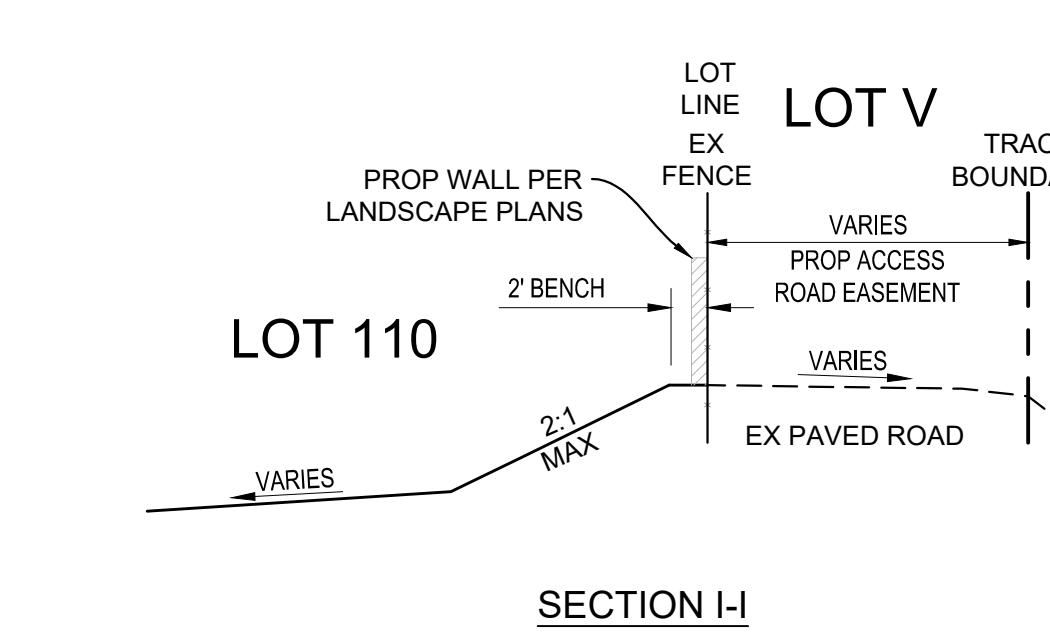 LOT
LINE
LOT V
EX
FENCE
PROP WALL PER
LANDSCAPE PLANS
VARIES
PROP ACCESS
ROAD EASEMENT
2' BENCH
LOT 110
VARIES
2:1
MAX
EX PAVED ROAD
VARIES
SECTION I-I